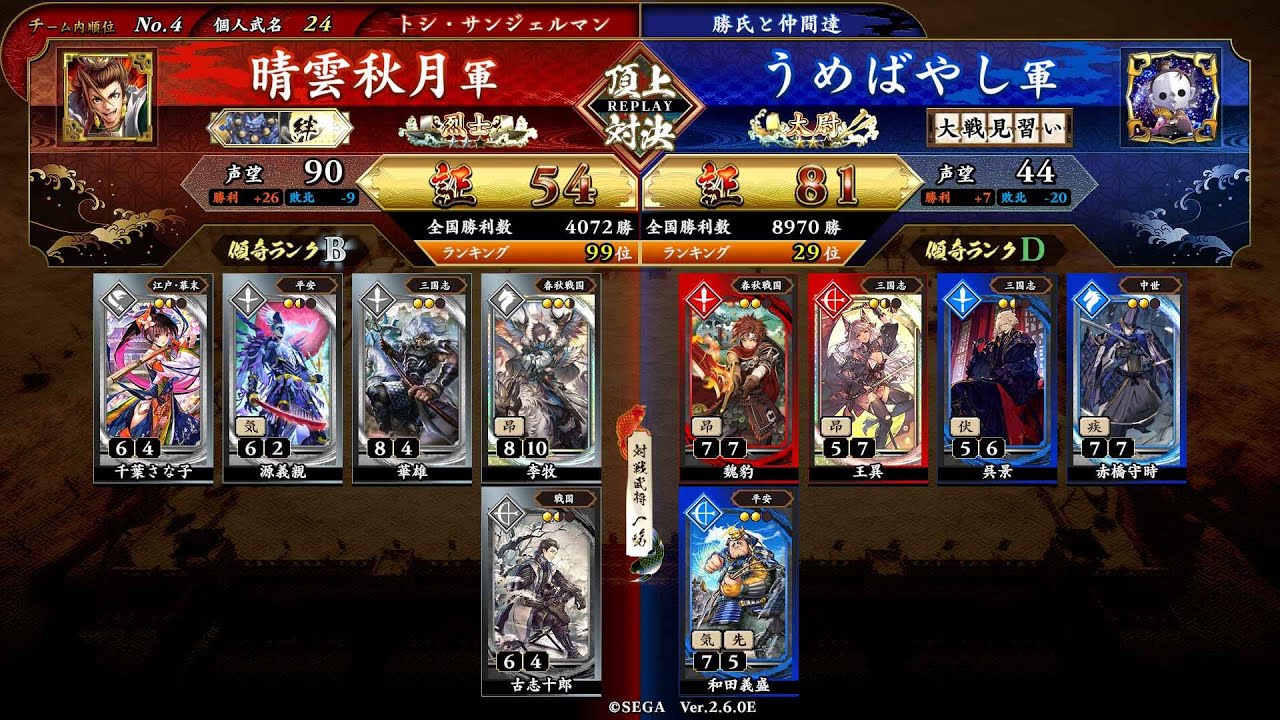 チーム内順位 No.4 個人武名 24 トシ・サンジェルマン 勝氏と仲間達
晴雲秋月軍
頂上
REPLAY
対決
うめばやし軍
絆
烈士
大尉
大戦見習い
声望 90
勝利 +26 敗北 -9
証 54
証 81
声望 44
勝利 +7 敗北 -20
全国勝利数 4072勝
全国勝利数 8970勝
傾奇ランクB
ランキング 99位
ランキング 29位
傾奇ランクD
江戸・幕末
6 4
千葉さな子
平安
気
6 2
源義親
三国志
8 4
華雄
春秋戦国
昂
8 10
李牧
春秋戦国
昂
7 7
魏豹
三国志
昂
5 7
王異
三国志
伏
5 6
呉景
中世
疾
7 7
赤橋守時
対戦武将一覧
戦国
6 4
古志十郎
平安
気 先
7 5
和田義盛
©SEGA Ver.2.6.0E